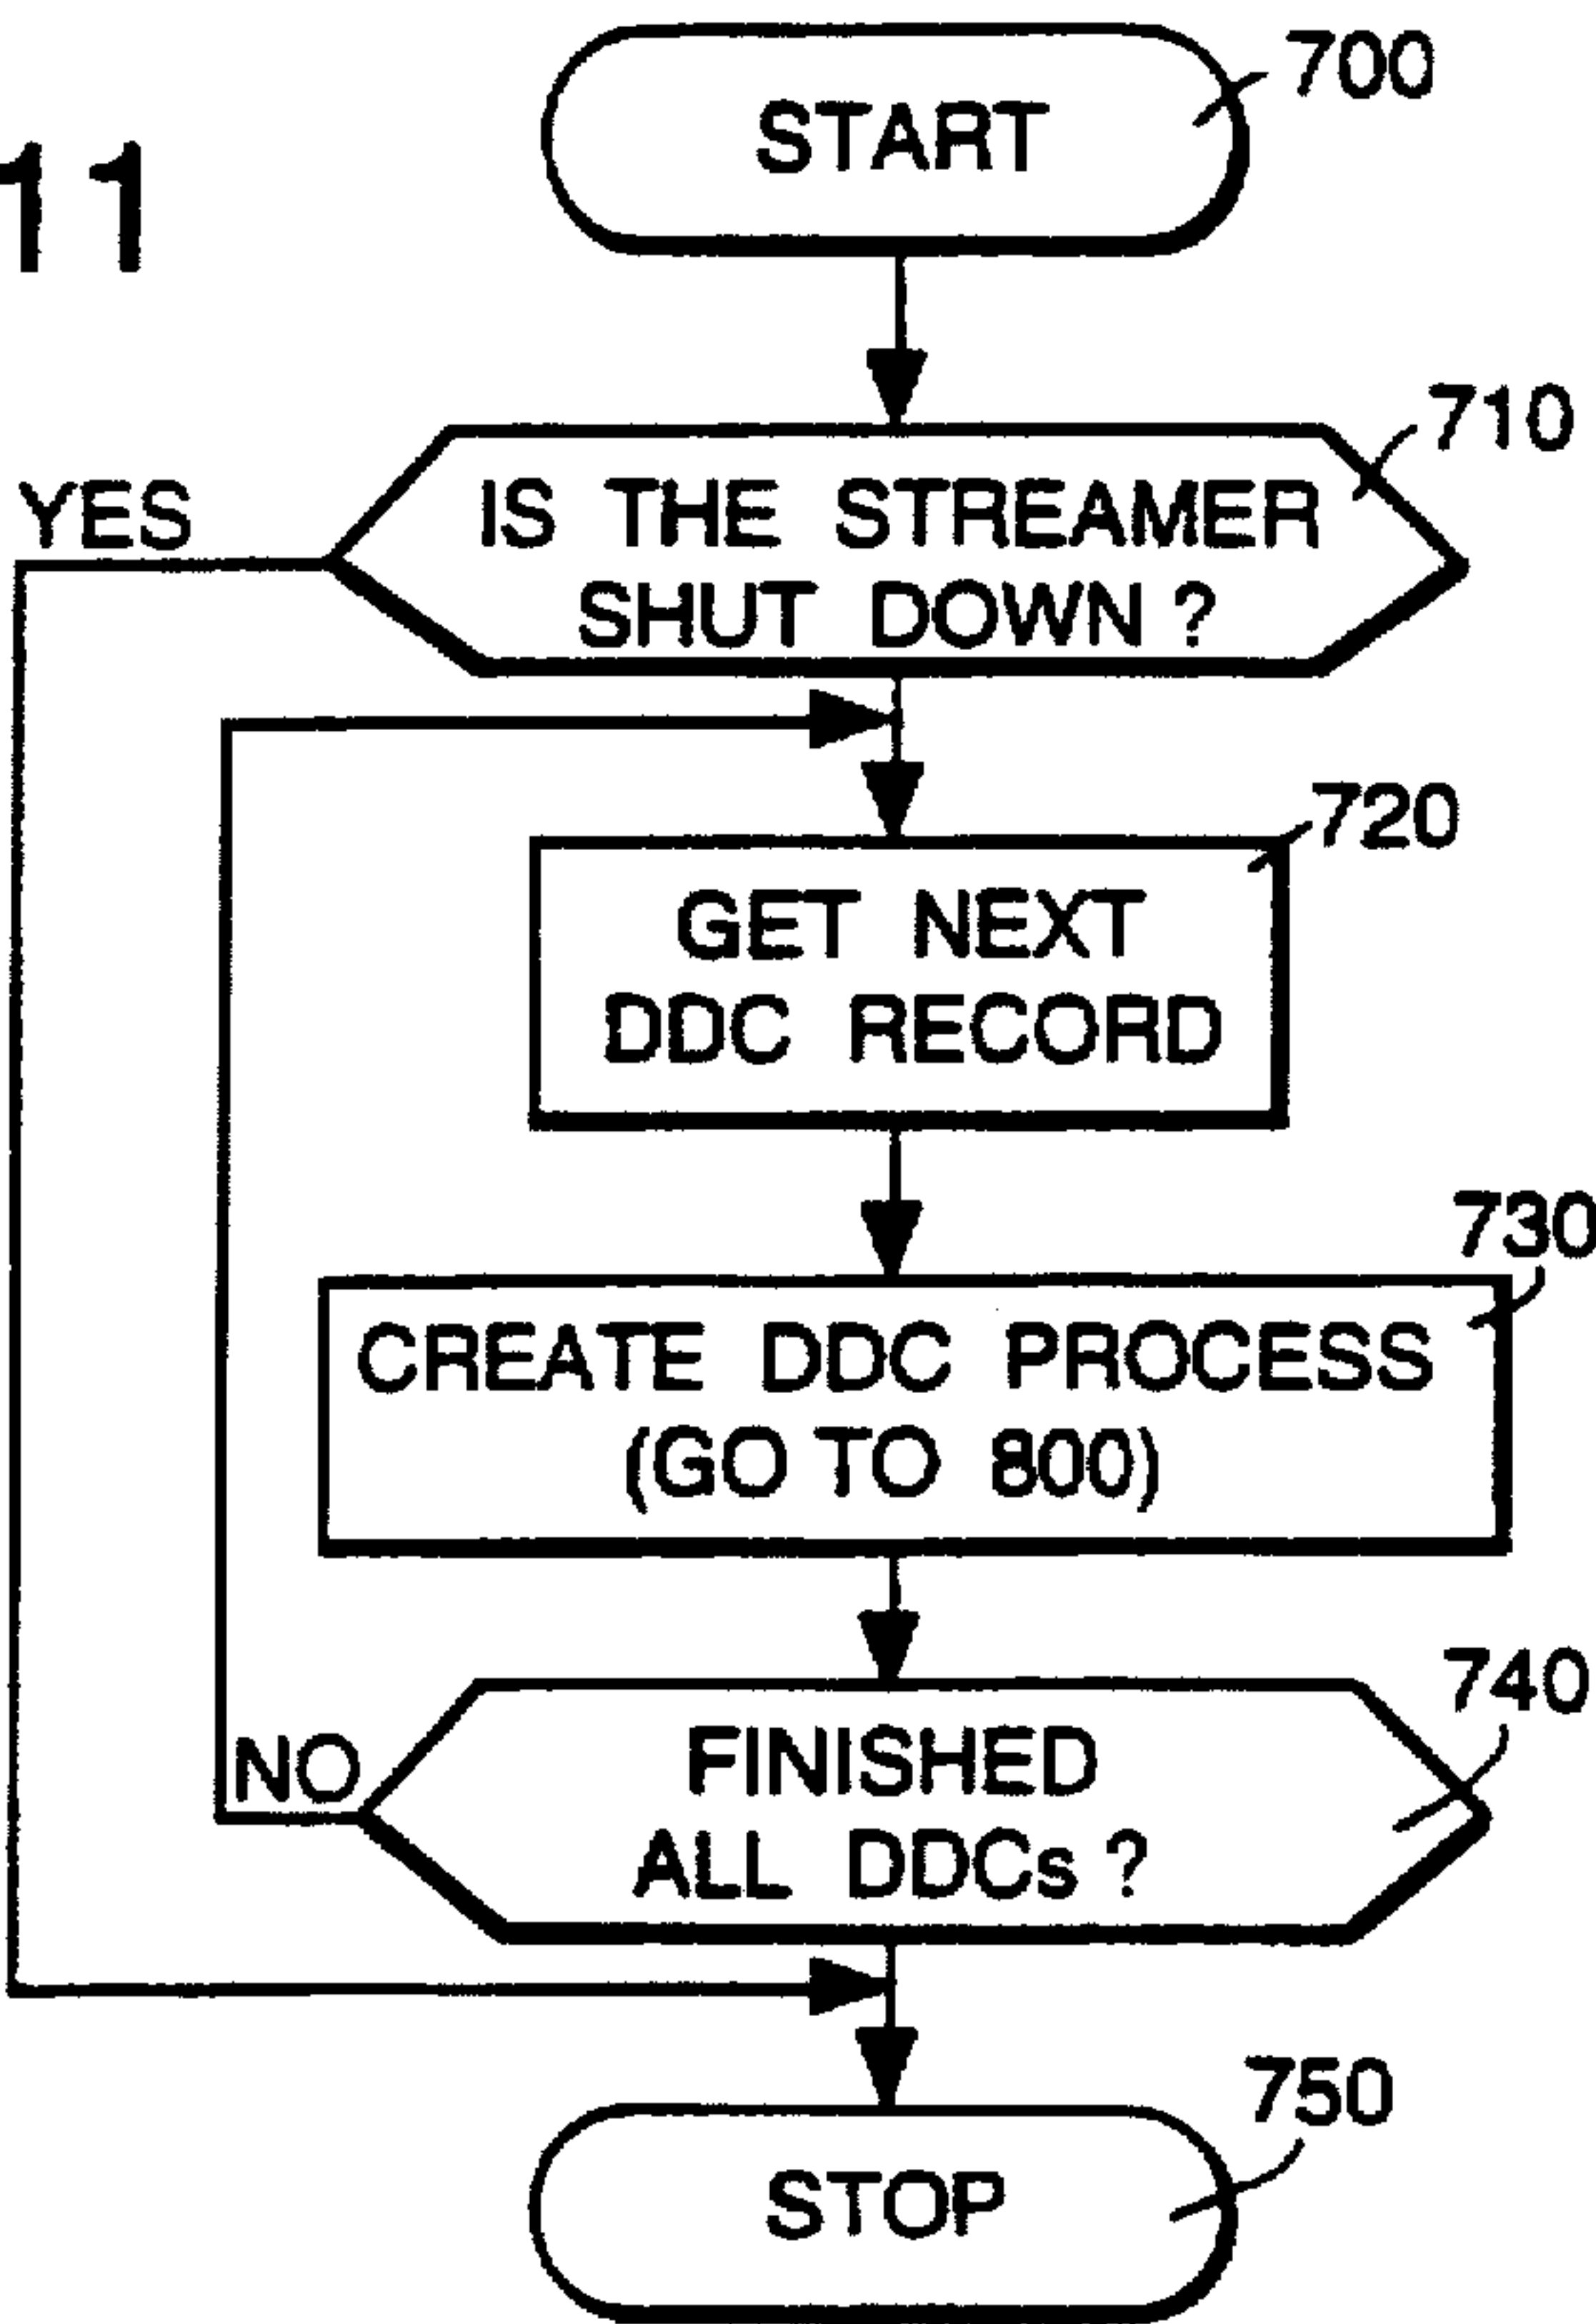 11
START
700
710
YES
IS THE STREAMER
SHUT DOWN ?
720
GET NEXT
DDC RECORD
730
CREATE DDC PROCESS
(GO TO 800)
740
NO
FINISHED
ALL DDCs ?
750
STOP